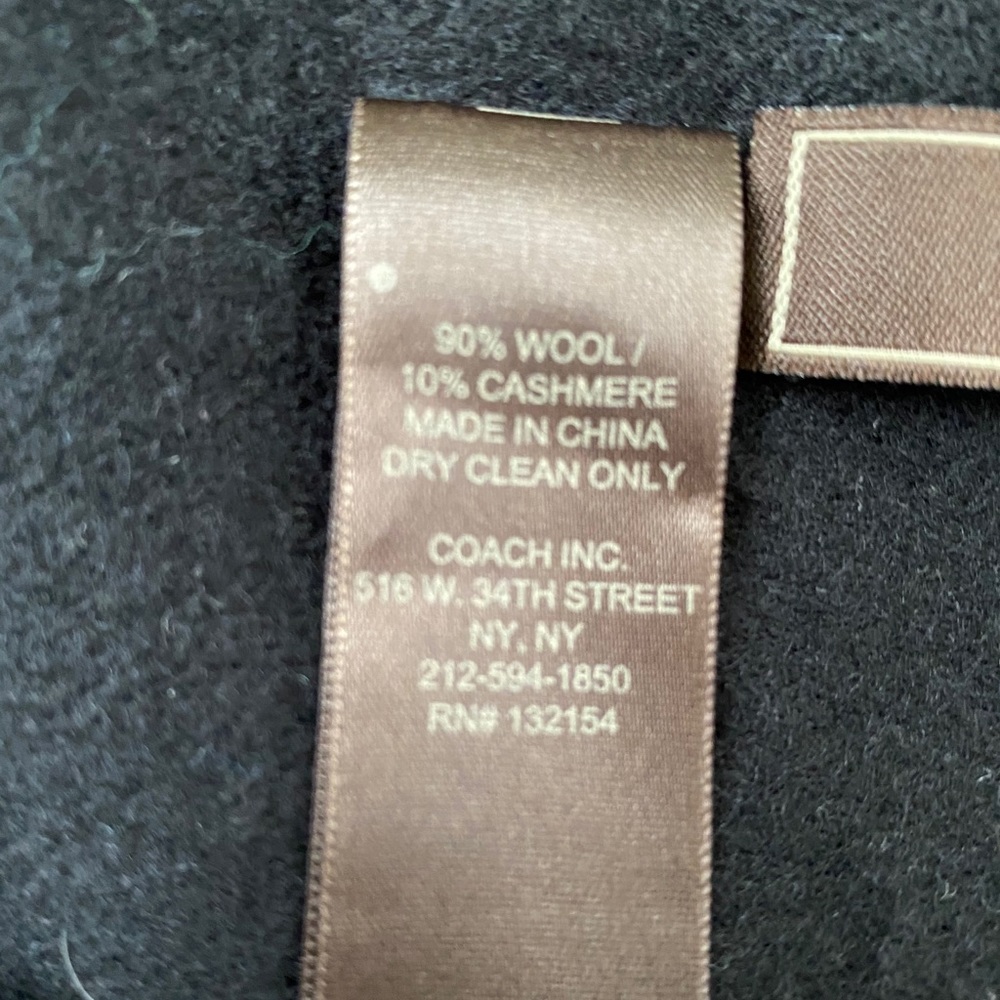 90% WOOL /
10% CASHMERE
MADE IN CHINA
DRY CLEAN ONLY
COACH INC.
516 W. 34TH STREET
NY, NY
212-594-1850
RN# 132154